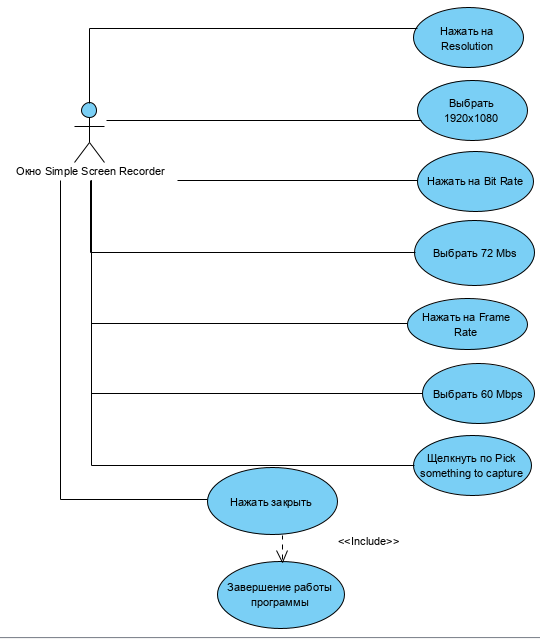 Нажать на
Resolution
Выбрать
1920x1080
Окно Simple Screen Recorder
Нажать на Bit Rate
Выбрать 72 Mbs
Нажать на Frame
Rate
Выбрать 60 Mbps
Щелкнуть по Pick
something to capture
Нажать закрыть
<<Include>>
Завершение работы
программы